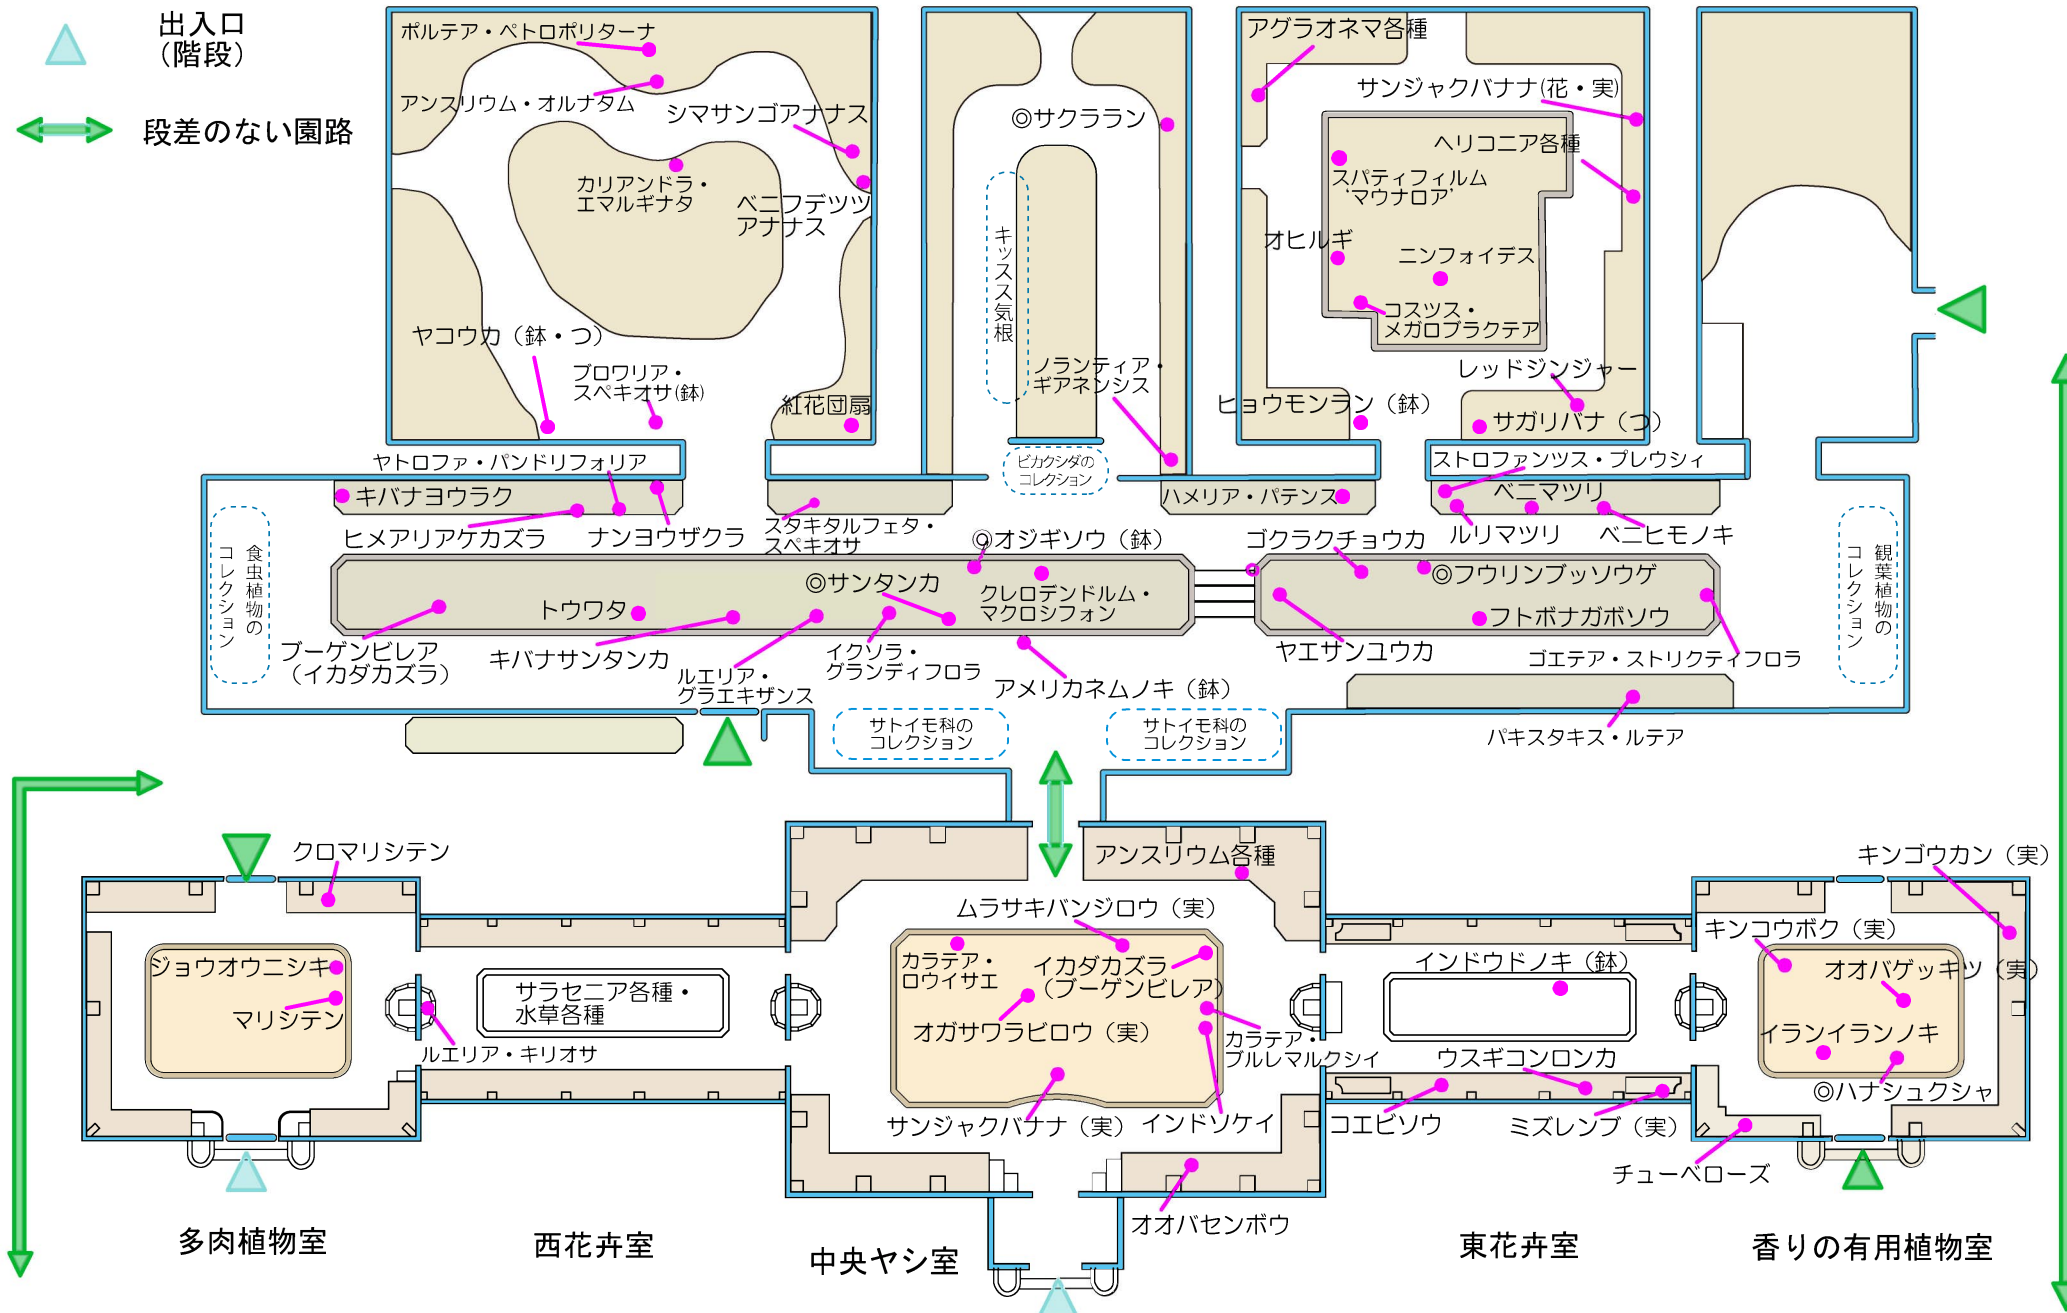 出入口
（階段）
段差のない園路
ポルテア・ペトロポリターナ
アンスリウム・オルナタム
シマサンゴアナナス
カリアンドラ・
エマルギナタ
ベニフデツツ
アナナス
ヤコウカ（鉢・つ）
ブロワリア・
スペキオサ(鉢)
紅花団扇
◎サクララン
キッスス気根
ノランティア・
ギアネンシス
ビカクシダの
コレクション
アグラオネマ各種
サンジャクバナナ(花・実)
ヘリコニア各種
スパティフィルム
‘マウナロア’
オヒルギ
ニンフォイデス
コスツス・
メガロブラクテア
レッドジンジャー
ヒョウモンラン（鉢）
サガリバナ（つ）
ヤトロファ・パンドリフォリア
キバナヨウラク
ヒメアリアケカズラ
ナンヨウザクラ
スタキタルフェタ・
スペキオサ
ハメリア・パテンス
ストロファンツス・プレウシィ
ベニマツリ
ルリマツリ
ベニヒモノキ
食虫植物の
コレクション
◎オジギソウ（鉢）
ゴクラクチョウカ
◎サンタンカ
クレロデンドルム・
マクロシフォン
◎フウリンブッソウゲ
トウワタ
フトボナガボソウ
観葉植物の
コレクション
ブーゲンビレア
（イカダカズラ）
キバナサンタンカ
ルエリア・
グラエキザンス
イクソラ・
グランディフロラ
アメリカネムノキ（鉢）
ヤエサンユウカ
ゴエテア・ストリクティフロラ
サトイモ科の
コレクション
サトイモ科の
コレクション
パキスタキス・ルテア
クロマリシテン
ジョウオウニシキ
マリシテン
サラセニア各種・
水草各種
ルエリア・キリオサ
アンスリウム各種
ムラサキバンジロウ（実）
カラテア・
ロウイサエ
イカダカズラ
（ブーゲンビレア）
オガサワラビロウ（実）
カラテア・
ブルレマルクシイ
サンジャクバナナ（実）
インドソケイ
オオバセンボウ
インドウドノキ（鉢）
ウスギコンロンカ
コエビソウ
ミズレンブ（実）
キンゴウカン（実）
キンコウボク（実）
オオバゲッキツ（実）
イランイランノキ
◎ハナシュクシャ
チューベローズ
多肉植物室
西花卉室
中央ヤシ室
東花卉室
香りの有用植物室